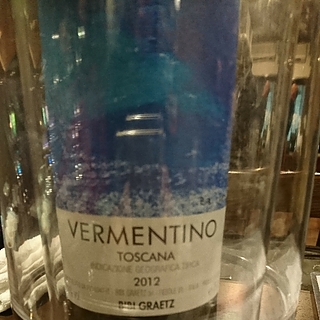 VERMENTINO
TOSCANA
INDICAZIONE GEOGRAFICA TIPICA
2012
BIBI GRAETZ